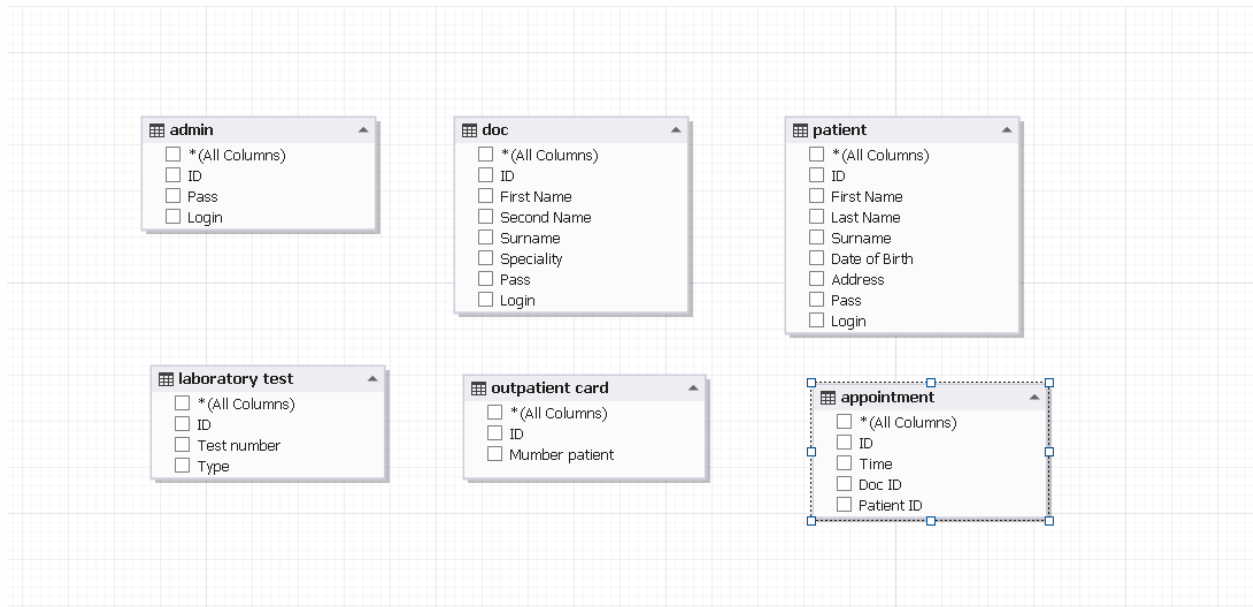 admin
*(All Columns)
ID
Pass
Login
doc
*(All Columns)
ID
First Name
Second Name
Surname
Speciality
Pass
Login
patient
*(All Columns)
ID
First Name
Last Name
Surname
Date of Birth
Address
Pass
Login
laboratory test
*(All Columns)
ID
Test number
Type
outpatient card
*(All Columns)
ID
Mumber patient
appointment
*(All Columns)
ID
Time
Doc ID
Patient ID